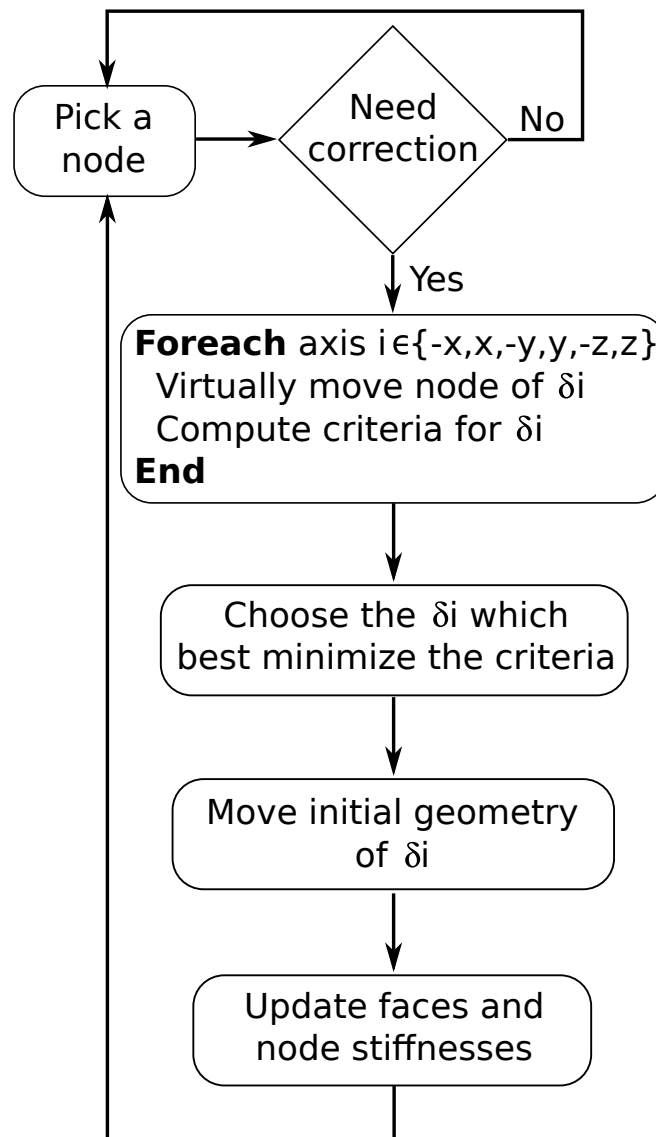 Pick a
node
Need
correction
No
Yes
Foreach axis i∈{-x,x,-y,y,-z,z}
Virtually move node of δi
Compute criteria for δi
End
Choose the δi which
best minimize the criteria
Move initial geometry
of δi
Update faces and
node stiffnesses